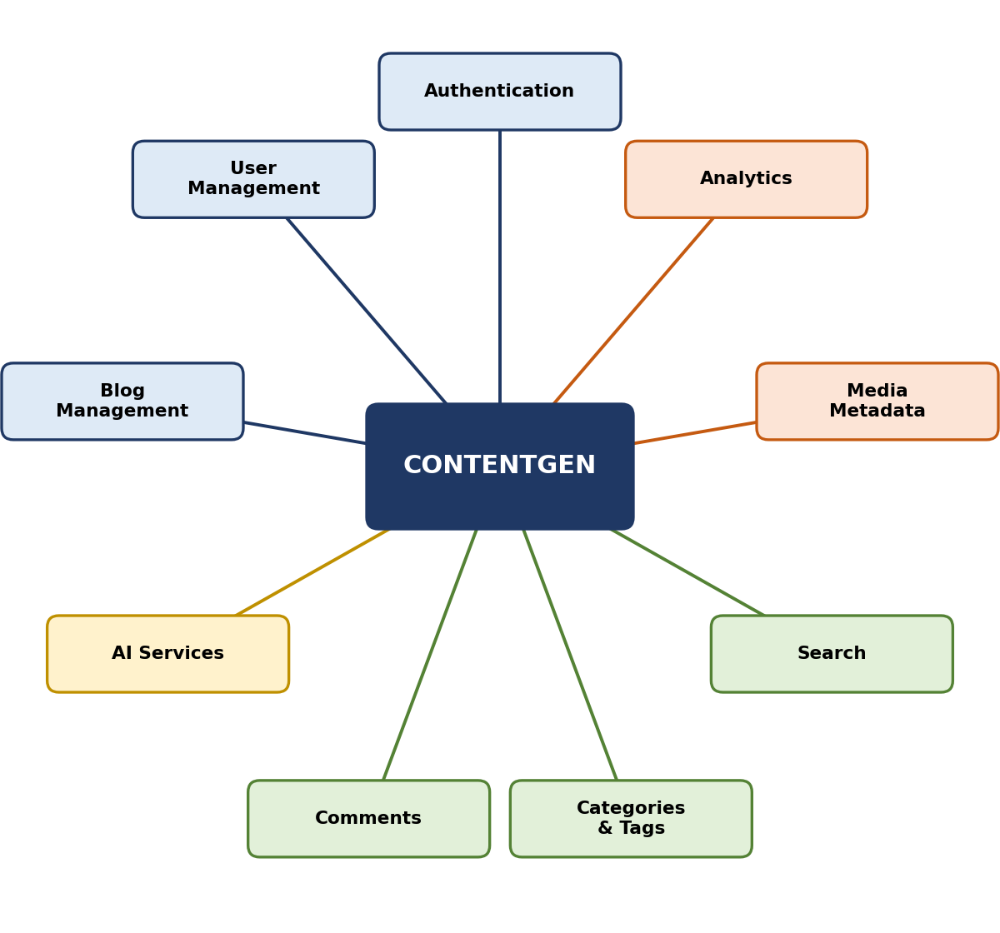 Authentication
User
Management
Analytics
Blog
Management
Media
Metadata
CONTENTGEN
AI Services
Search
Comments
Categories
& Tags